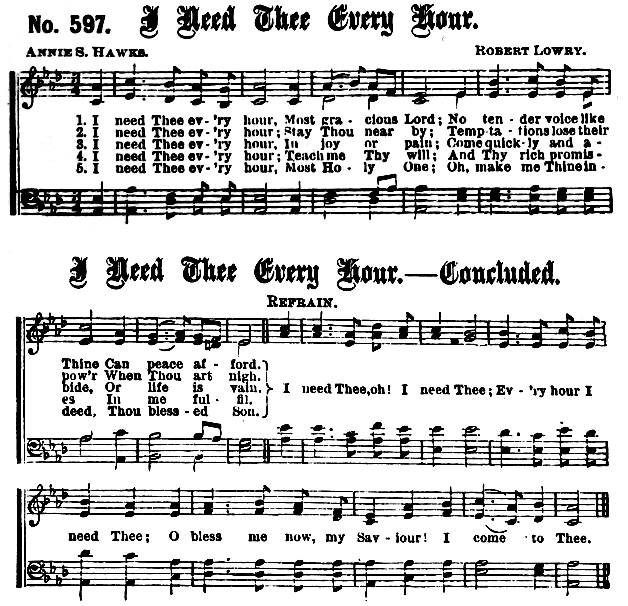 No. 597. I Need Thee Every Hour.
ANNIE S. HAWKS. ROBERT LOWRY.
1. I need Thee ev-'ry hour, Most gra - cious Lord; No ten - der voice like
2. I need Thee ev-'ry hour; Stay Thou near by; Temp-ta - tions lose their
3. I need Thee ev-'ry hour, In joy or pain; Come quick-ly and a -
4. I need Thee ev-'ry hour; Teach me Thy will; And Thy rich promis -
5. I need Thee ev-'ry hour, Most Ho - ly One; Oh, make me Thine in -
I Need Thee Every Hour.—Concluded.
REFRAIN.
Thine Can peace af - ford.
pow'r When Thou art nigh.
bide, Or life is vain. I need Thee, oh! I need Thee; Ev - 'ry hour I
es In me ful - fil.
deed, Thou bless - ed Son.
need Thee; O bless me now, my Sav - iour! I come to Thee.